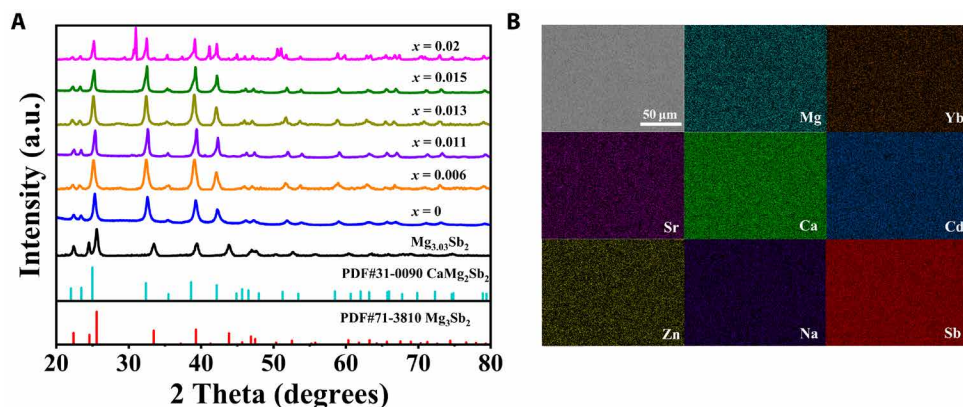 A
Intensity (a.u.)
x = 0.02
x = 0.015
x = 0.013
x = 0.011
x = 0.006
x = 0
Mg3.03Sb2
PDF#31-0090 CaMg2Sb2
PDF#71-3810 Mg3Sb2
20 30 40 50 60 70 80
2 Theta (degrees)
B
50 μm
Mg
Yb
Sr
Ca
Cd
Zn
Na
Sb